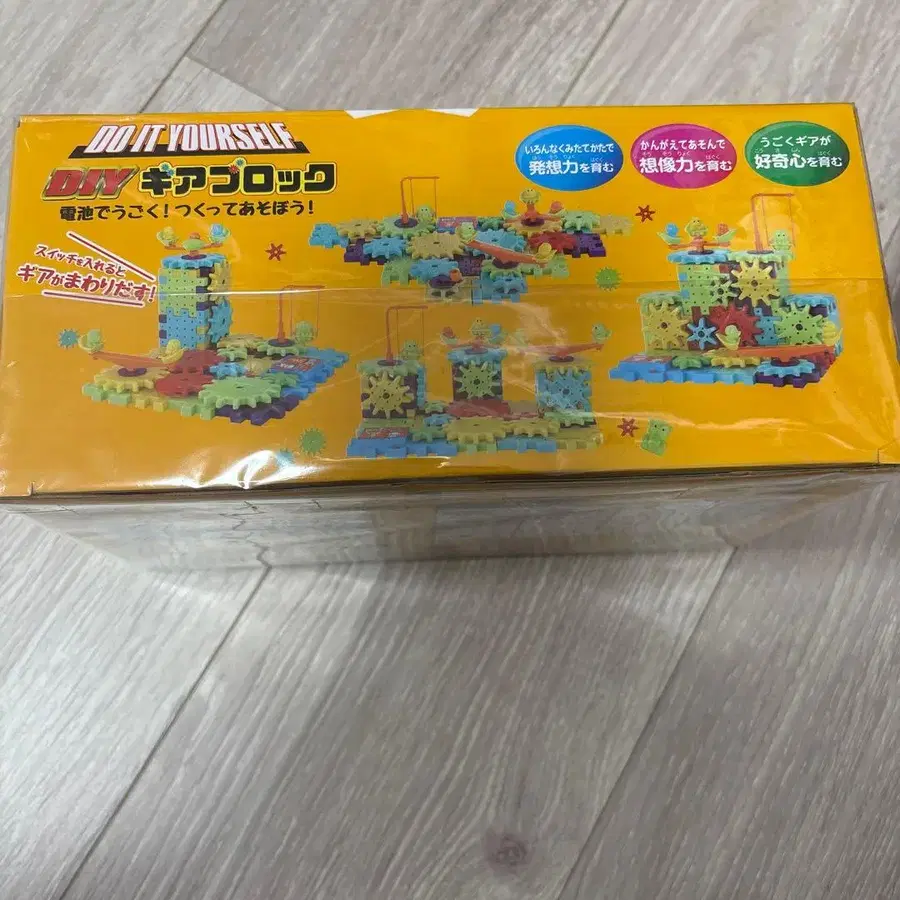 DO IT YOURSELF
DIY ギアブロック
電池でうごく!つくってあそぼう!
スイッチを入れると
ギアがまわりだす!
いろんなくみたてかたで
発想力を育む
かんがえてあそんで
想像力を育む
うごくギアが
好奇心を育む